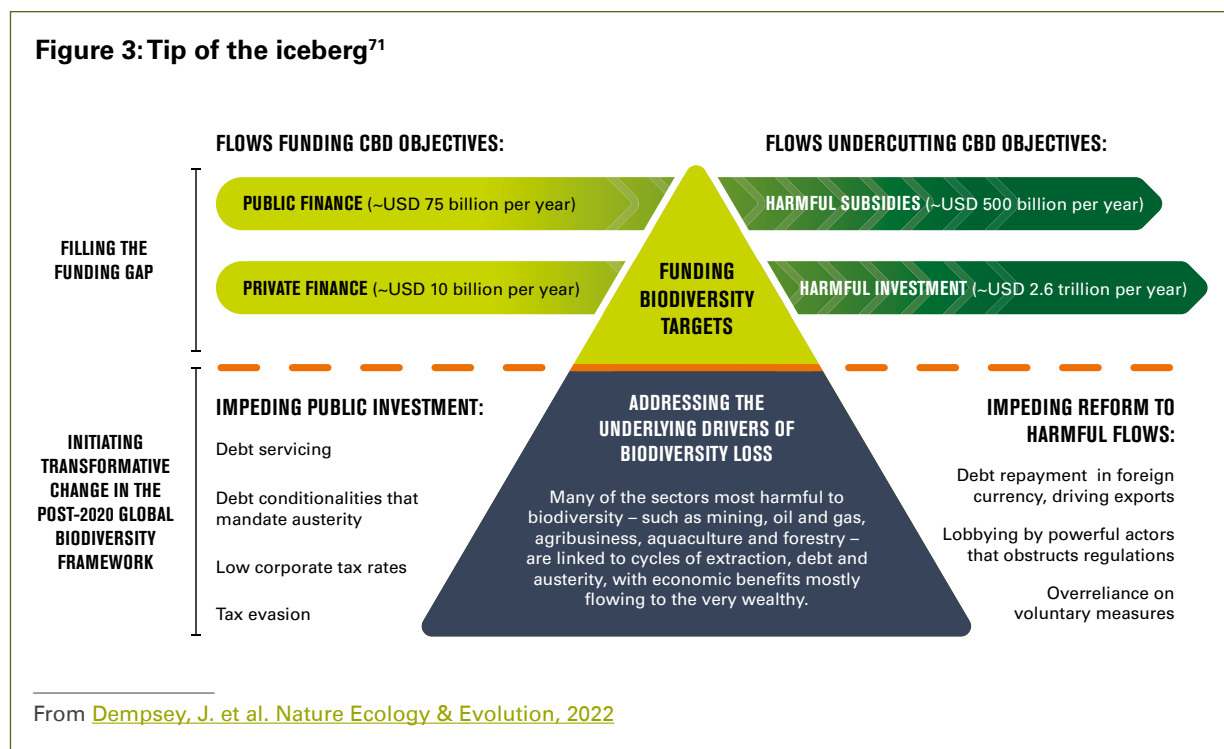 Figure 3: Tip of the iceberg71
FLOWS FUNDING CBD OBJECTIVES:
FLOWS UNDERCUTTING CBD OBJECTIVES:
FILLING THE
FUNDING GAP
PUBLIC FINANCE (~USD 75 billion per year)
HARMFUL SUBSIDIES (~USD 500 billion per year)
PRIVATE FINANCE (~USD 10 billion per year)
HARMFUL INVESTMENT (~USD 2.6 trillion per year)
FUNDING
BIODIVERSITY
TARGETS
INITIATING
TRANSFORMATIVE
CHANGE IN THE
POST-2020 GLOBAL
BIODIVERSITY
FRAMEWORK
IMPEDING PUBLIC INVESTMENT:
Debt servicing
Debt conditionalities that
mandate austerity
Low corporate tax rates
Tax evasion
ADDRESSING THE
UNDERLYING DRIVERS OF
BIODIVERSITY LOSS
Many of the sectors most harmful to
biodiversity – such as mining, oil and gas,
agribusiness, aquaculture and forestry –
are linked to cycles of extraction, debt and
austerity, with economic benefits mostly
flowing to the very wealthy.
IMPEDING REFORM TO
HARMFUL FLOWS:
Debt repayment in foreign
currency, driving exports
Lobbying by powerful actors
that obstructs regulations
Overreliance on
voluntary measures
From Dempsey, J. et al. Nature Ecology & Evolution, 2022